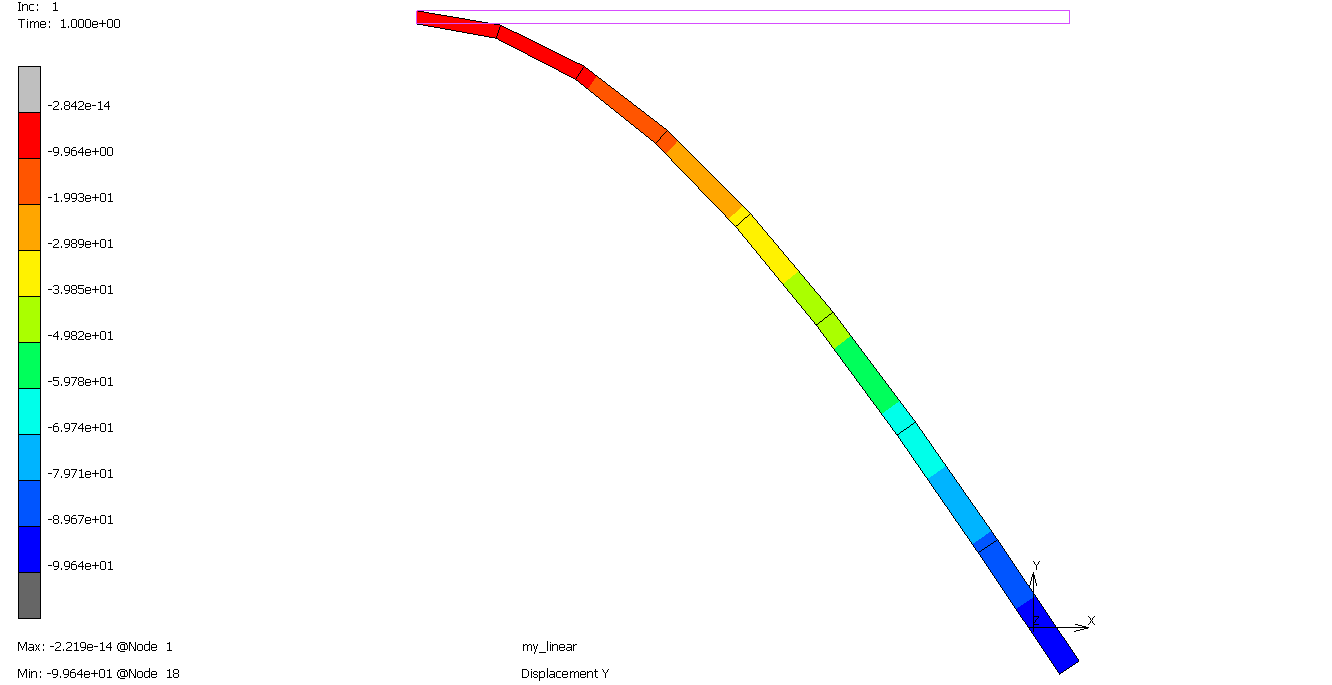 Inc: 1
Time: 1.000e+00
-2.842e-14
-9.964e+00
-1.993e+01
-2.989e+01
-3.985e+01
-4.982e+01
-5.978e+01
-6.974e+01
-7.971e+01
-8.967e+01
-9.964e+01
Y
Z
X
Max: -2.219e-14 @Node 1
my_linear
Min: -9.964e+01 @Node 18
Displacement Y